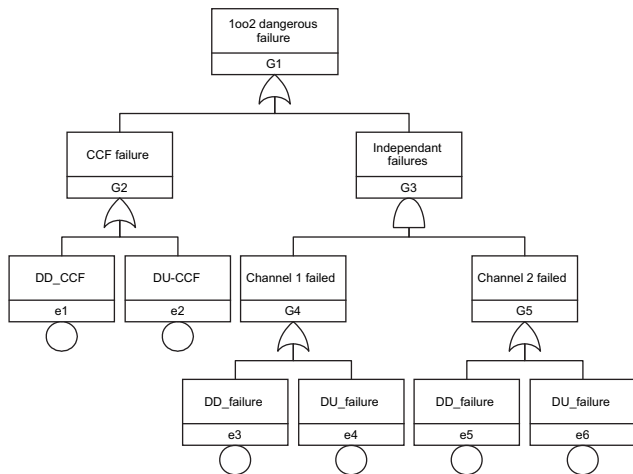 1oo2 dangerous
failure
G1
CCF failure
G2
Independant
failures
G3
DD_CCF
e1
DU-CCF
e2
Channel 1 failed
G4
Channel 2 failed
G5
DD_failure
e3
DU_failure
e4
DD_failure
e5
DU_failure
e6